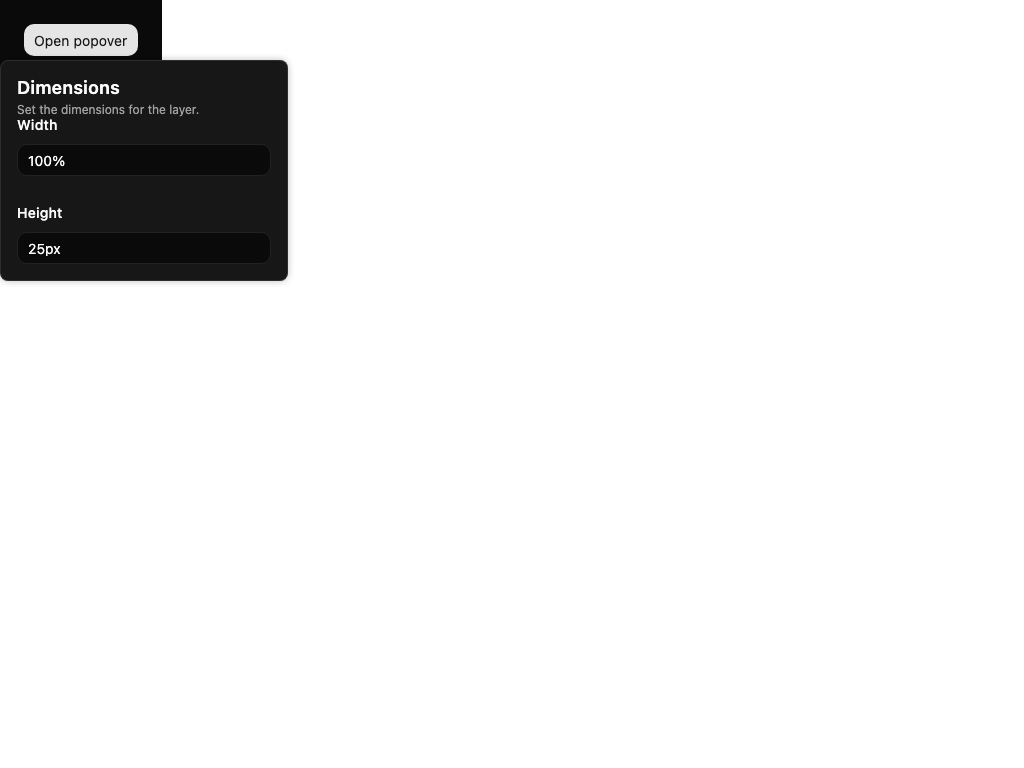 Open popover
Dimensions
Set the dimensions for the layer.
Width
100%
Height
25px